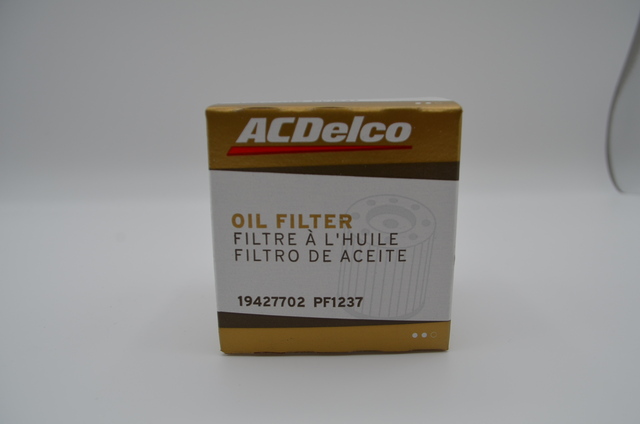 ACDelco
OIL FILTER
FILTRE À L'HUILE
FILTRO DE ACEITE
19427702 PF1237